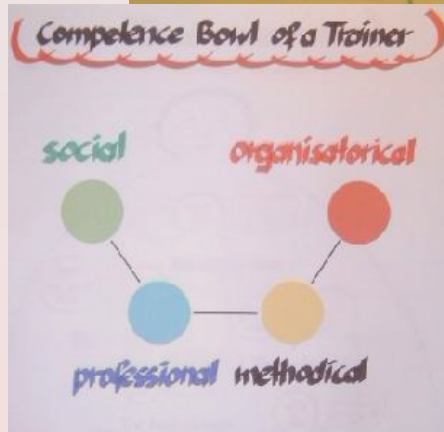 Competence Bowl of a Trainer
social organisatorical
professional methodical